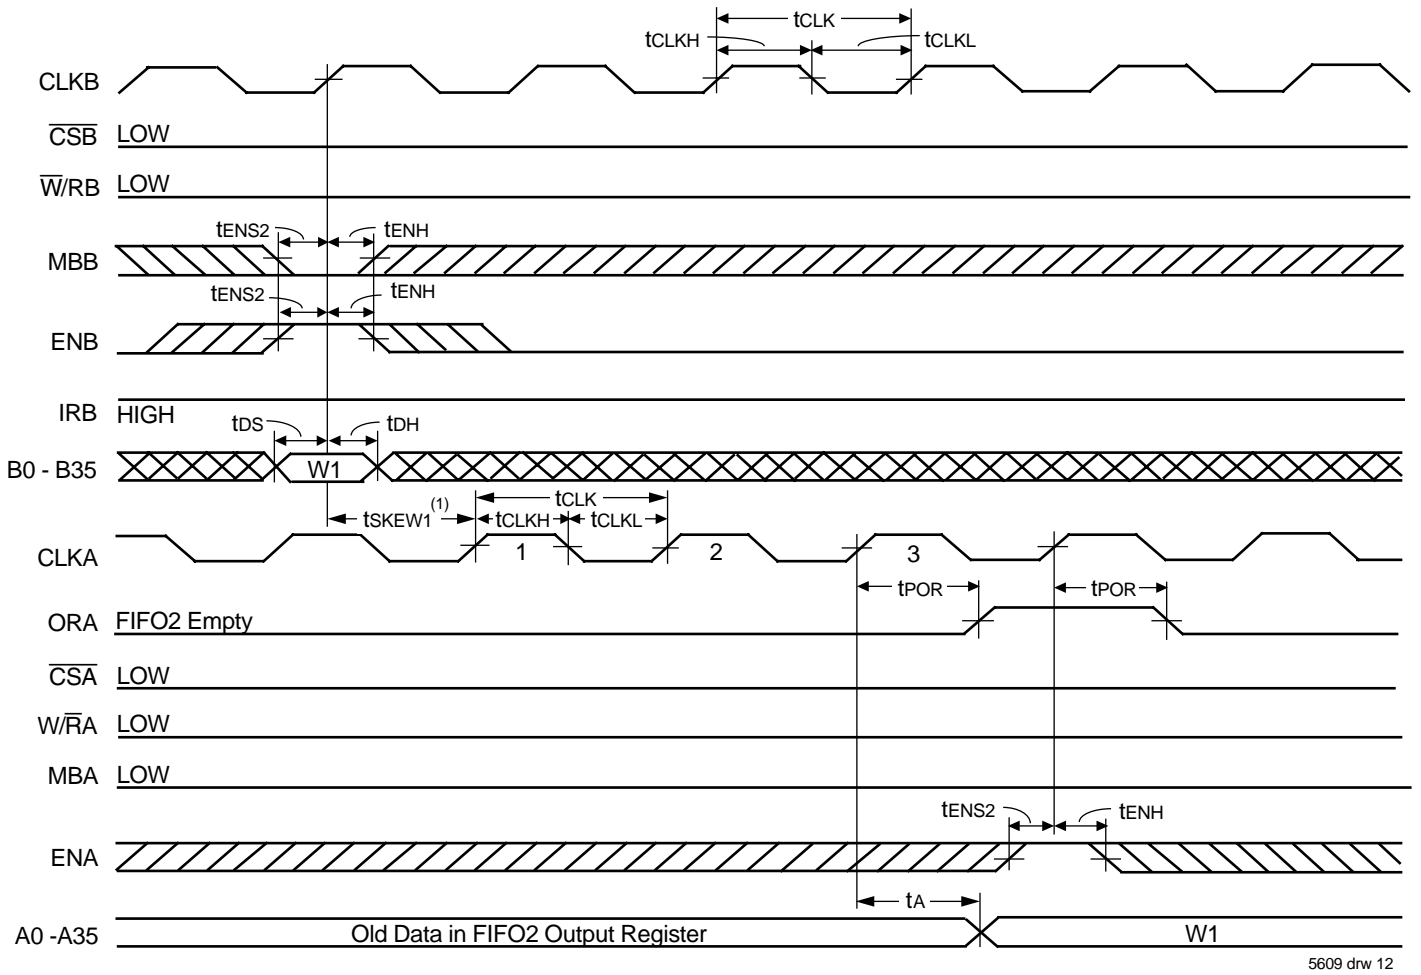 tCLK
tCLKH tCLKL
CLKB
CSB LOW
W/RB LOW
tENS2 tENH
MBB
tENS2 tENH
ENB
IRB HIGH
tDS tDH
B0 - B35 W1
tSKEW1(1) tCLK
tCLKH tCLKL
CLKA 1 2 3
tPOR tPOR
ORA FIFO2 Empty
CSA LOW
W/RA LOW
MBA LOW
tENS2 tENH
ENA
tA
A0 -A35 Old Data in FIFO2 Output Register W1
5609 drw 12